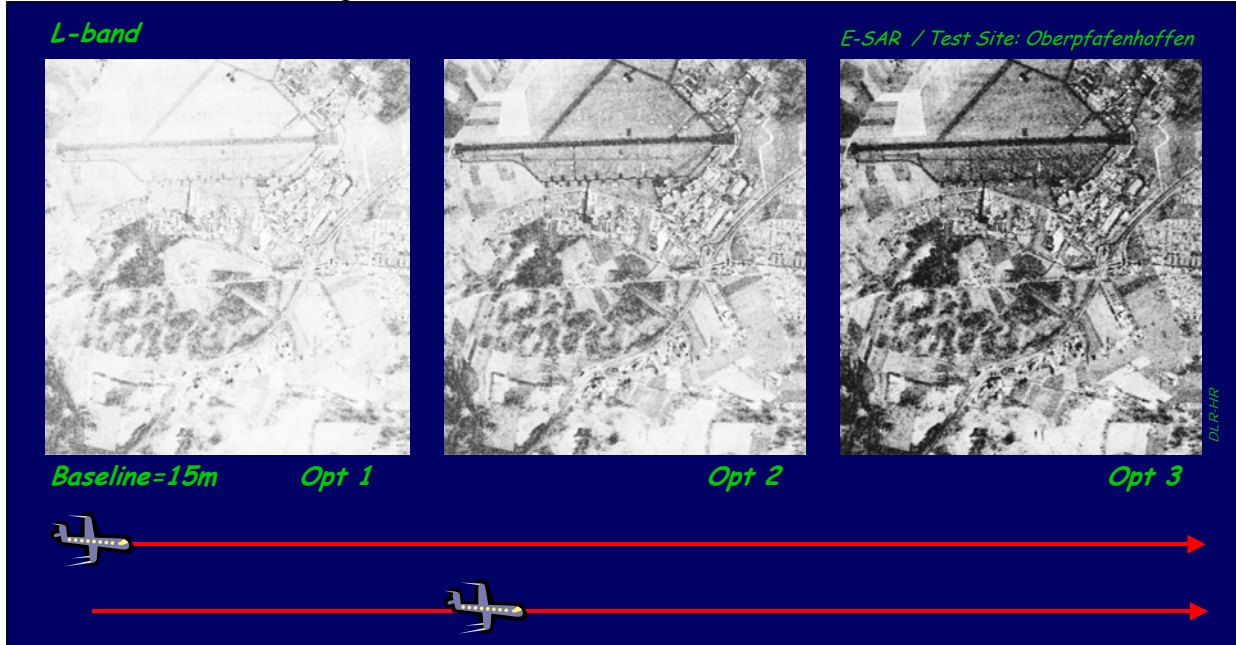 L-band
E-SAR / Test Site: Oberpfafenhoffen
DLR-HR
Baseline=15m
Opt 1
Opt 2
Opt 3